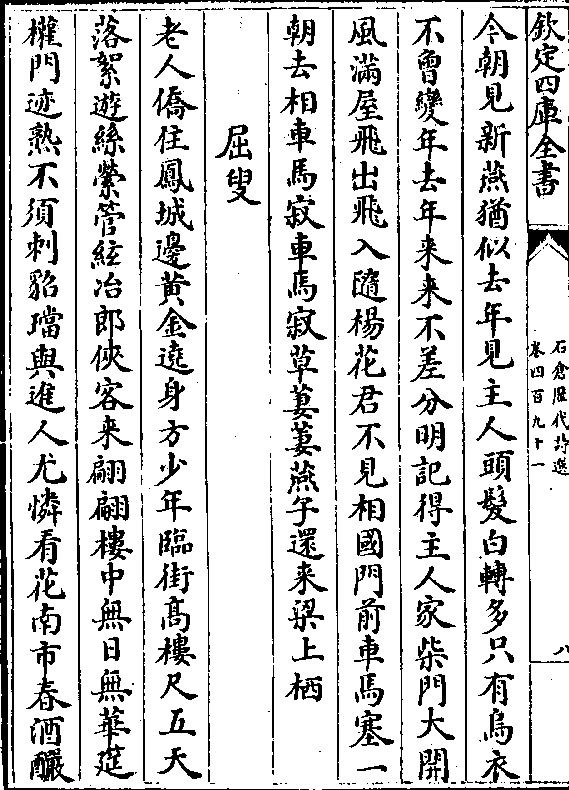 欽定四庫全書
石倉歷代詩選
卷四百九十一
八
今朝見新燕猶似去年見主人頭髮白轉多只有烏衣
不曾變年去年来来不差分明記得主人家柴門大開
風滿屋飛出飛入隨楊花君不見相國門前車馬塞一
朝去相車馬寂車馬寂草萋萋燕子還来梁上栖
屈叟
老人僑住鳳城邊黃金遶身方少年臨街髙樓尺五天
落絮遊絲縈管絃冶郎俠客来翩翩樓中無日無華筵
權門迹熟不須刺貂璫與進人尤憐看花南市春酒釅